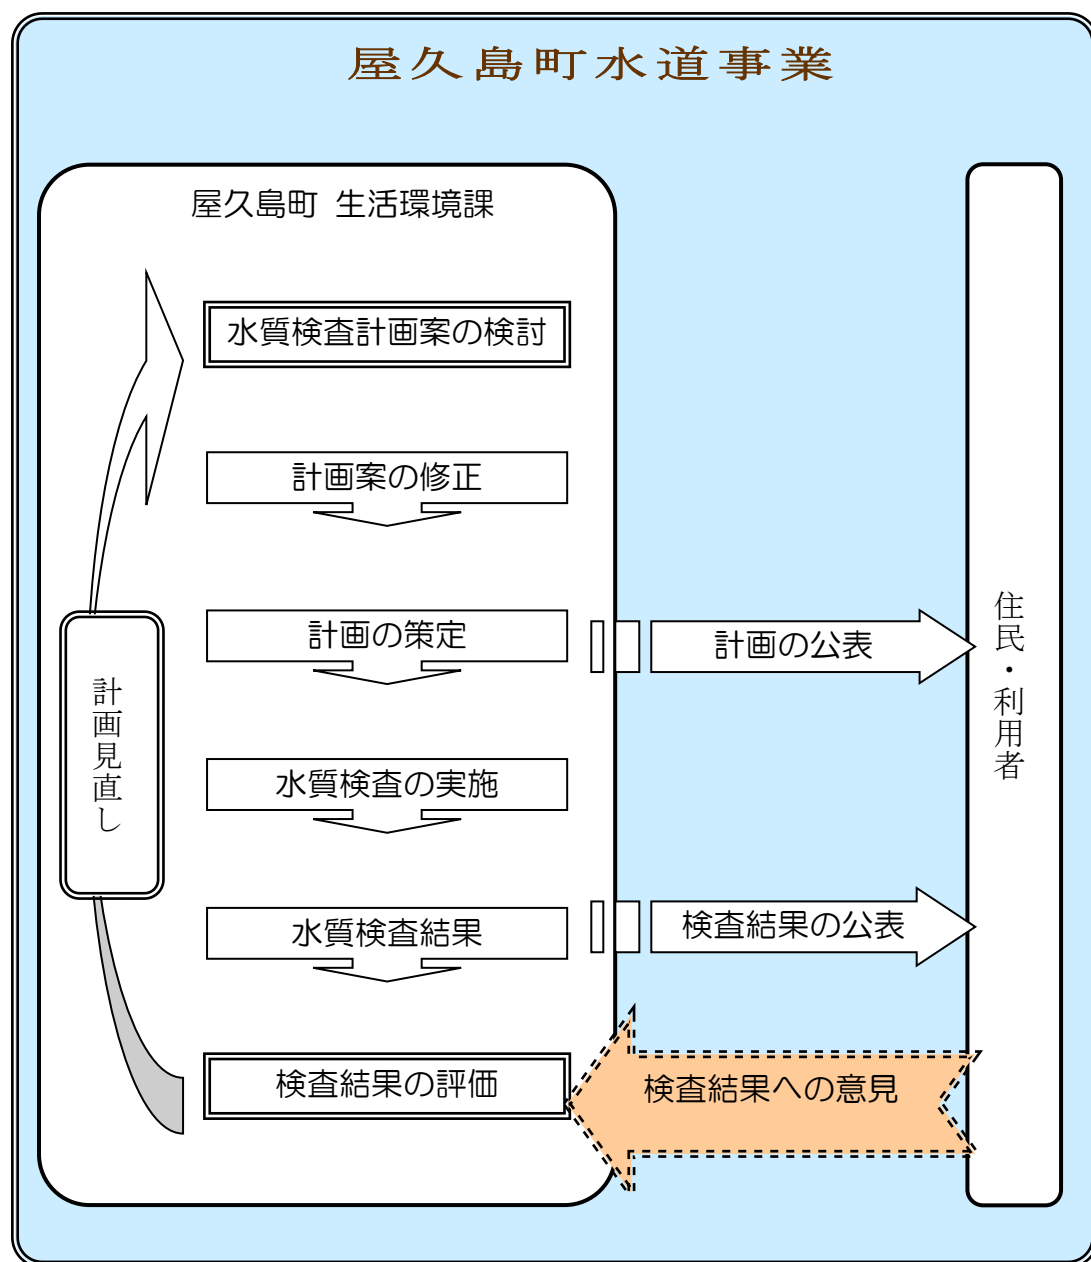 屋久島町水道事業
屋久島町 生活環境課
水質検査計画案の検討
計画案の修正
計画の策定
計画の公表
水質検査の実施
水質検査結果
検査結果の公表
検査結果の評価
検査結果への意見
計画見直し
住民・利用者